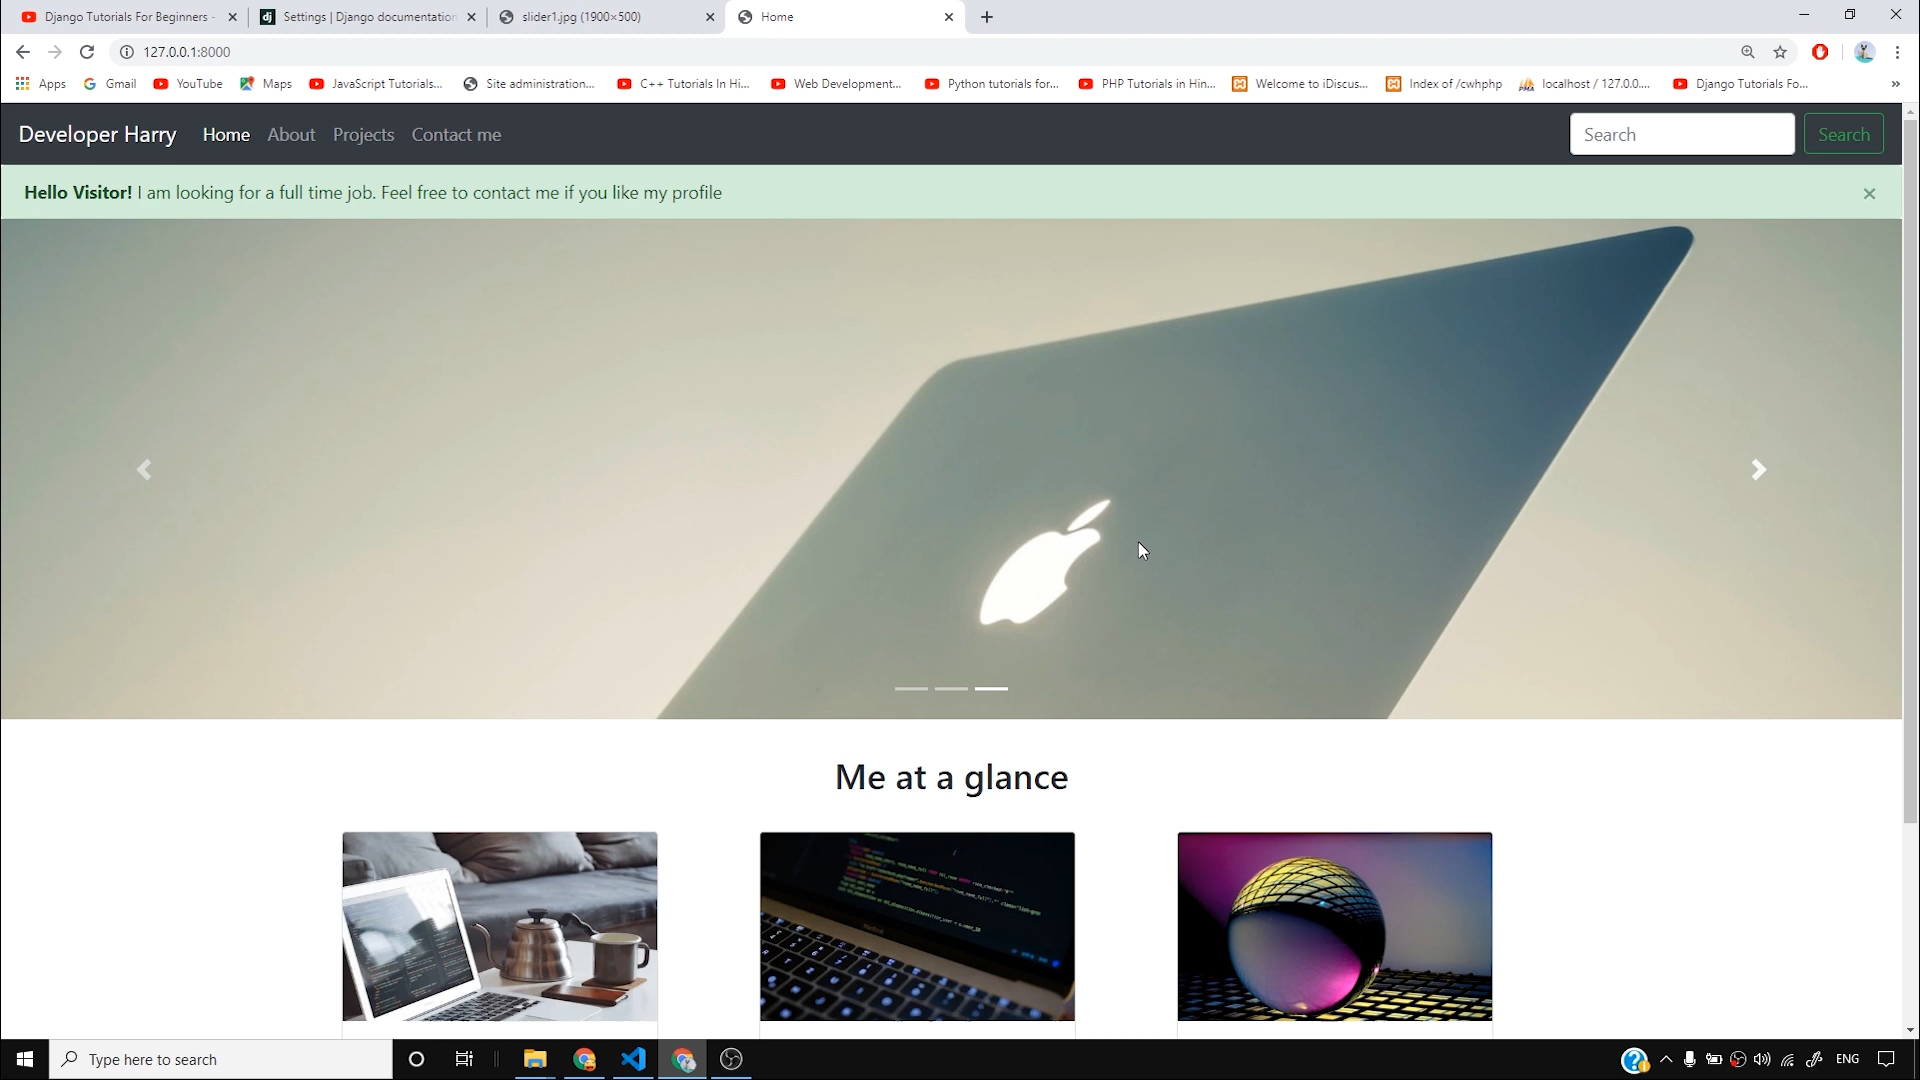 Django Tutorials For Beginners -
Settings | Django documentation
slider1.jpg (1900×500)
Home
127.0.0.1:8000
Apps
Gmail
YouTube
Maps
JavaScript Tutorials...
Site administration...
C++ Tutorials In Hi...
Web Development...
Python tutorials for...
PHP Tutorials in Hin...
Welcome to iDiscus...
Index of /cwhphp
localhost / 127.0.0....
Django Tutorials Fo...
»
Developer Harry
Home
About
Projects
Contact me
Search
Search
Hello Visitor! I am looking for a full time job. Feel free to contact me if you like my profile
×
Me at a glance
Type here to search
ENG